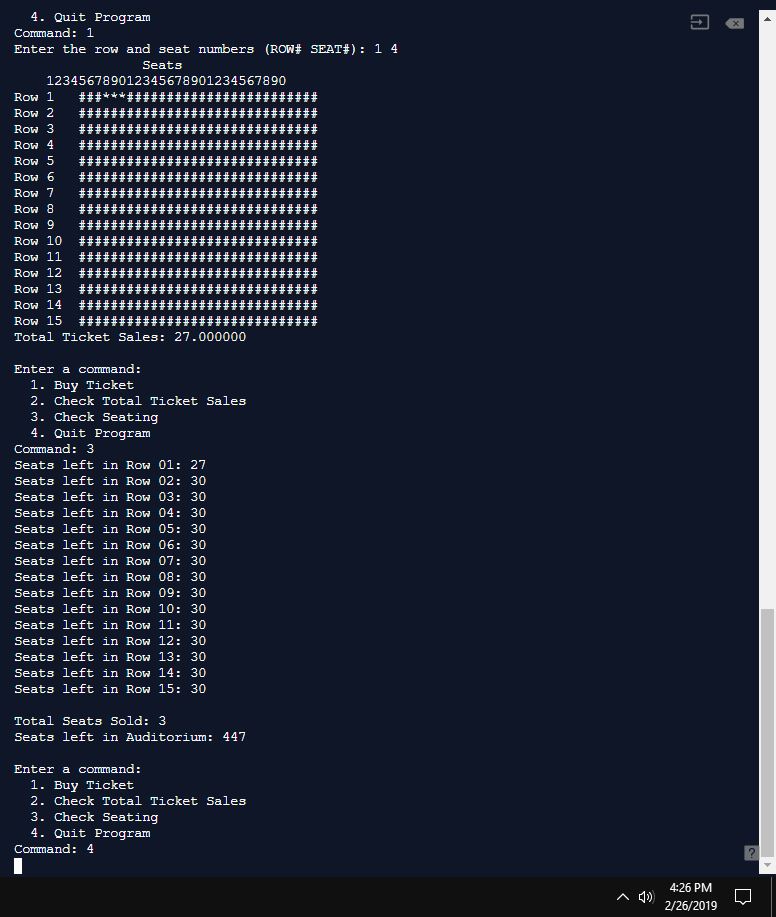 4. Quit Program
Command: 1
Enter the row and seat numbers (ROW# SEAT#): 1 4
                Seats
    123456789012345678901234567890
Row 1   ###***########################
Row 2   ##############################
Row 3   ##############################
Row 4   ##############################
Row 5   ##############################
Row 6   ##############################
Row 7   ##############################
Row 8   ##############################
Row 9   ##############################
Row 10  ##############################
Row 11  ##############################
Row 12  ##############################
Row 13  ##############################
Row 14  ##############################
Row 15  ##############################
Total Ticket Sales: 27.000000

Enter a command:
  1. Buy Ticket
  2. Check Total Ticket Sales
  3. Check Seating
  4. Quit Program
Command: 3
Seats left in Row 01: 27
Seats left in Row 02: 30
Seats left in Row 03: 30
Seats left in Row 04: 30
Seats left in Row 05: 30
Seats left in Row 06: 30
Seats left in Row 07: 30
Seats left in Row 08: 30
Seats left in Row 09: 30
Seats left in Row 10: 30
Seats left in Row 11: 30
Seats left in Row 12: 30
Seats left in Row 13: 30
Seats left in Row 14: 30
Seats left in Row 15: 30

Total Seats Sold: 3
Seats left in Auditorium: 447

Enter a command:
  1. Buy Ticket
  2. Check Total Ticket Sales
  3. Check Seating
  4. Quit Program
Command: 4
?
4:26 PM
2/26/2019